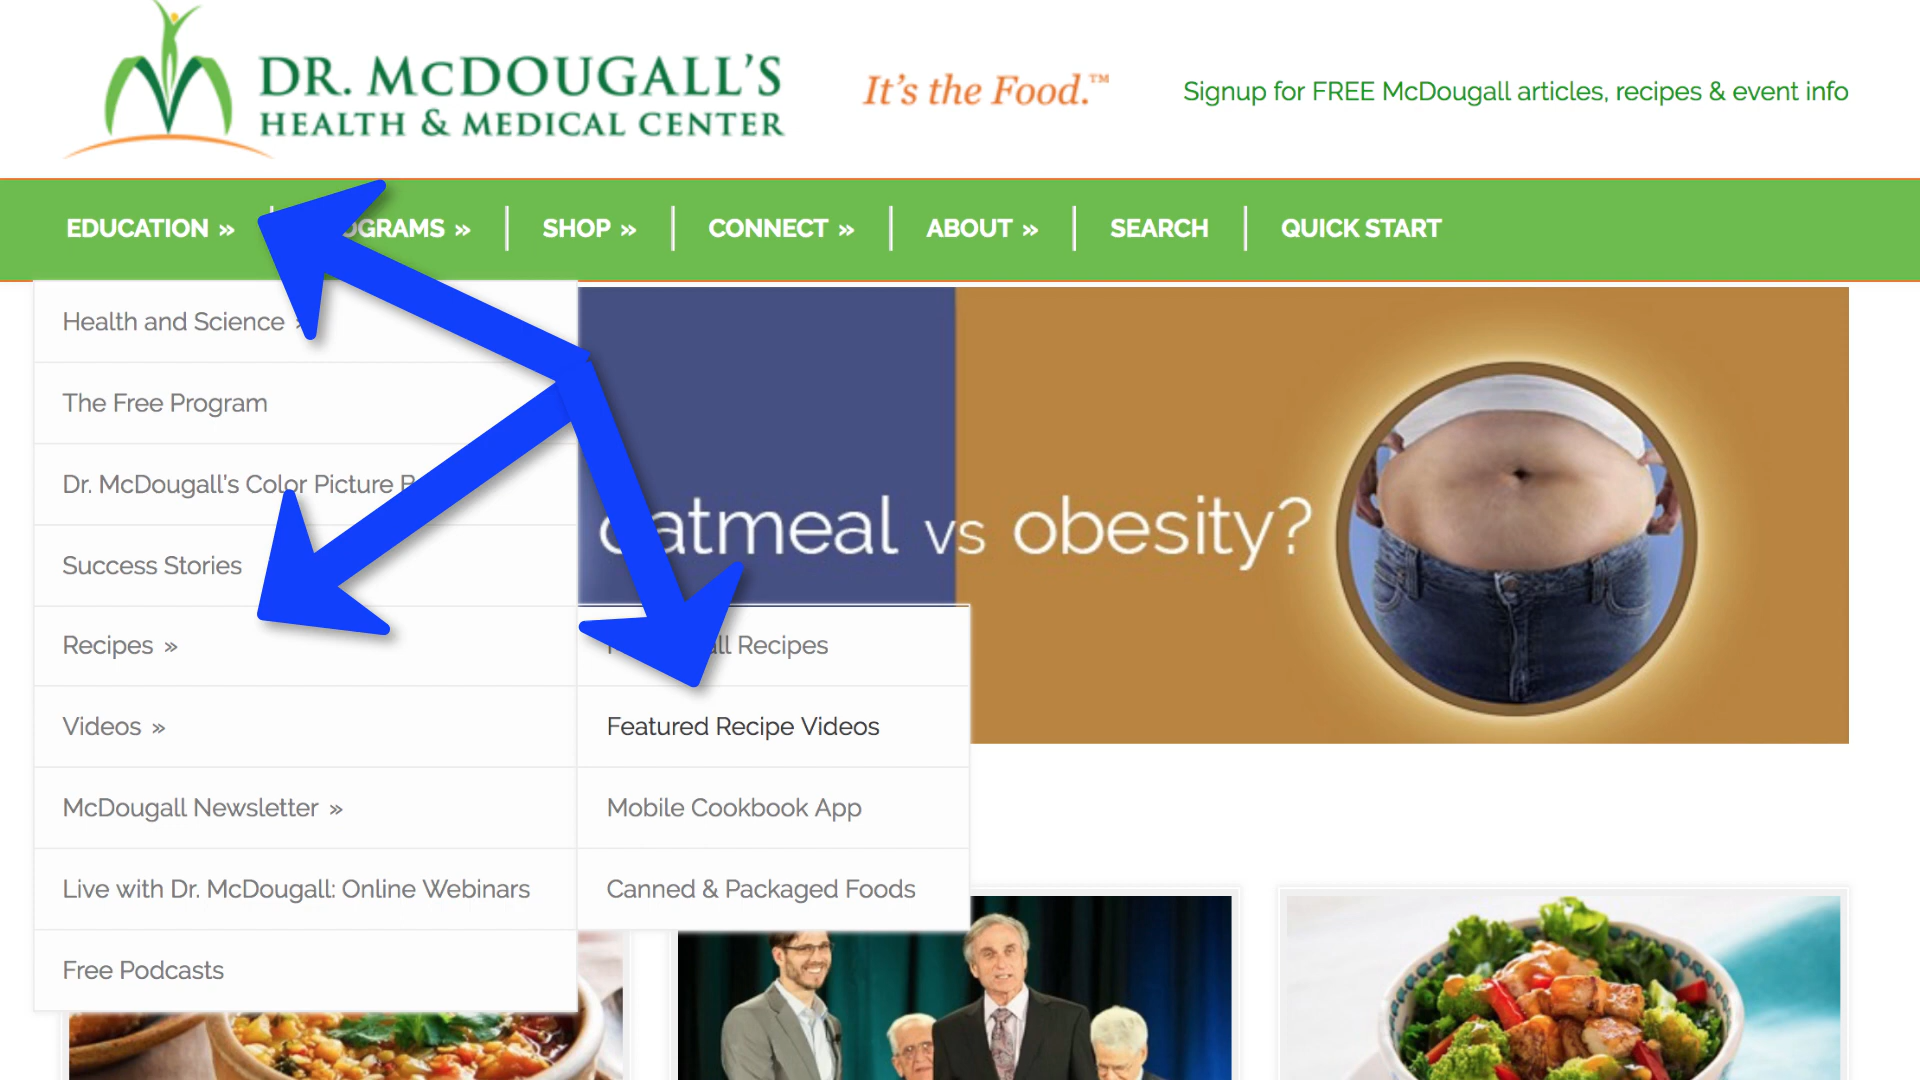 DR. McDOUGALL'S
HEALTH & MEDICAL CENTER
It's the Food.™
Signup for FREE McDougall articles, recipes & event info
EDUCATION »
OGRAMS »
SHOP »
CONNECT »
ABOUT »
SEARCH
QUICK START
Health and Science
The Free Program
Dr. McDougall's Color Picture
Success Stories
Recipes »
Videos »
McDougall Newsletter »
Live with Dr. McDougall: Online Webinars
Free Podcasts
oatmeal vs obesity?
Recipes
Featured Recipe Videos
Mobile Cookbook App
Canned & Packaged Foods